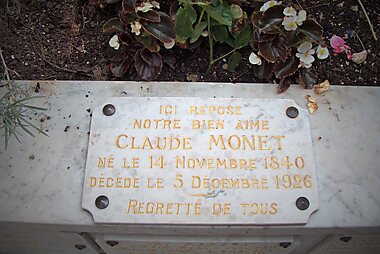 ICI REPOSE
NOTRE BIEN AIMÉ
CLAUDE MONET
NÉ LE 14 NOVEMBRE 1840
DÉCÉDÉ LE 5 DÉCEMBRE 1926
REGRETTÉ DE TOUS